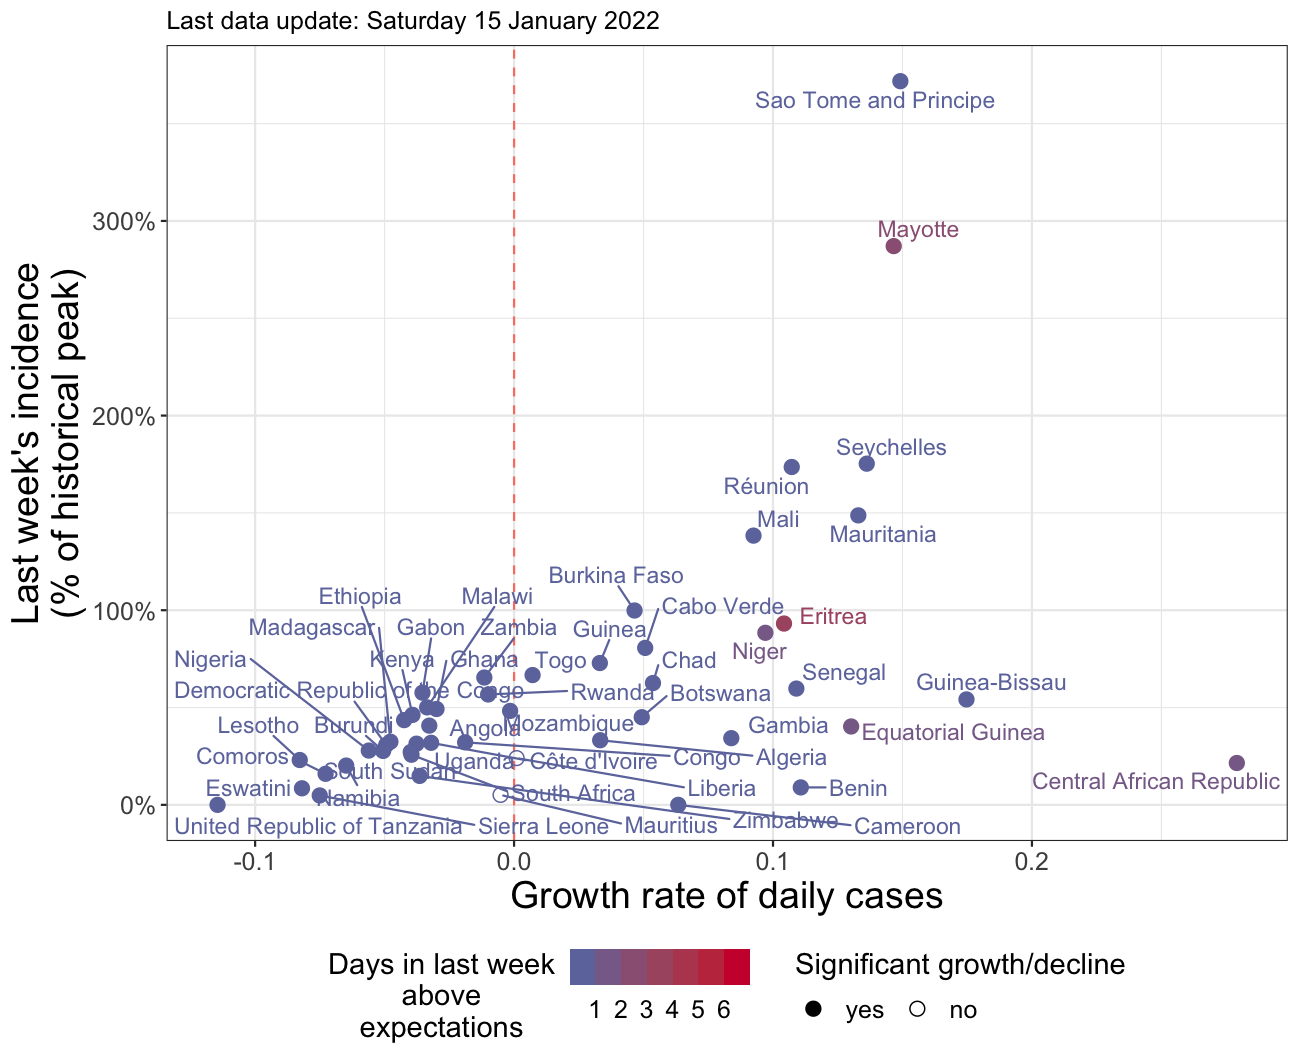 Last data update: Saturday 15 January 2022
Last week's incidence
(% of historical peak)
300%
200%
100%
0%
Sao Tome and Principe
Mayotte
Seychelles
Réunion
Mali
Mauritania
Burkina Faso
Ethiopia
Malawi
Cabo Verde
Eritrea
Madagascar
Gabon
Zambia
Guinea
Niger
Nigeria
Kenya
Ghana
Togo
Chad
Senegal
Democratic Republic of the Congo
Rwanda
Botswana
Guinea-Bissau
Lesotho
Burundi
Angola
Mozambique
Gambia
Equatorial Guinea
Comoros
South Sudan
Uganda
Côte d'Ivoire
Congo
Algeria
Central African Republic
Eswatini
Namibia
South Africa
Liberia
Benin
United Republic of Tanzania
Sierra Leone
Mauritius
Zimbabwe
Cameroon
-0.1
0.0
0.1
0.2
Growth rate of daily cases
Days in last week
above
expectations
1 2 3 4 5 6
Significant growth/decline
yes
no